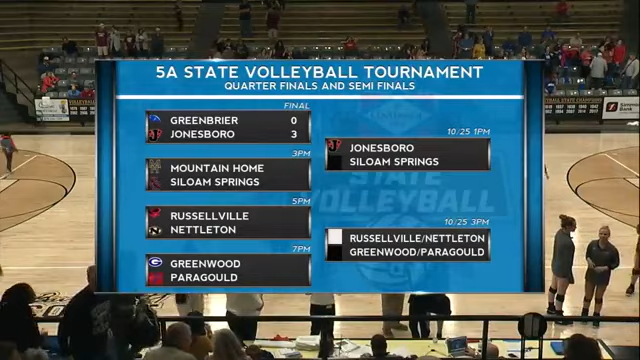 5A STATE VOLLEYBALL TOURNAMENT
QUARTER FINALS AND SEMI FINALS
FINAL
GREENBRIER 0
JONESBORO 3
3PM
MOUNTAIN HOME
SILOAM SPRINGS
5PM
RUSSELLVILLE
NETTLETON
7PM
GREENWOOD
PARAGOULD
10/25 1PM
JONESBORO
SILOAM SPRINGS
STATE
VOLLEYBALL
10/25 3PM
RUSSELLVILLE/NETTLETON
GREENWOOD/PARAGOULD